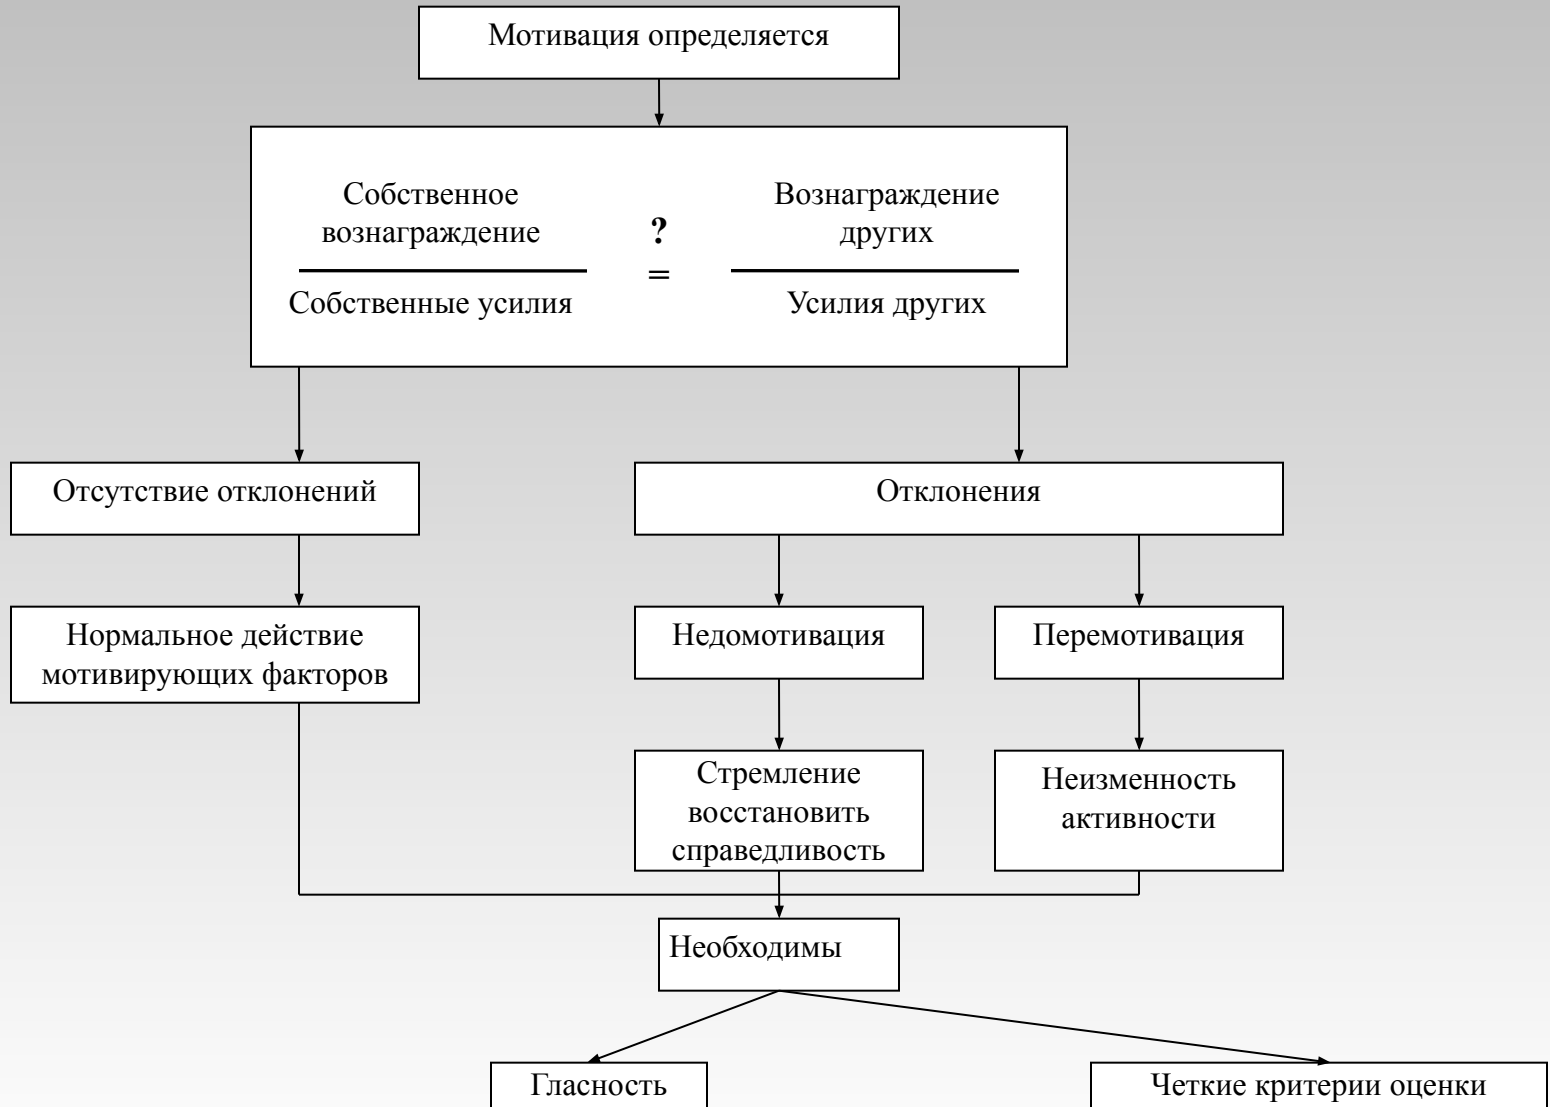 Мотивация определяется
Собственное
вознаграждение
Собственные усилия
?
=
Вознаграждение
других
Усилия других
Отсутствие отклонений
Отклонения
Нормальное действие
мотивирующих факторов
Недомотивация
Перемотивация
Стремление
восстановить
справедливость
Неизменность
активности
Необходимы
Гласность
Четкие критерии оценки